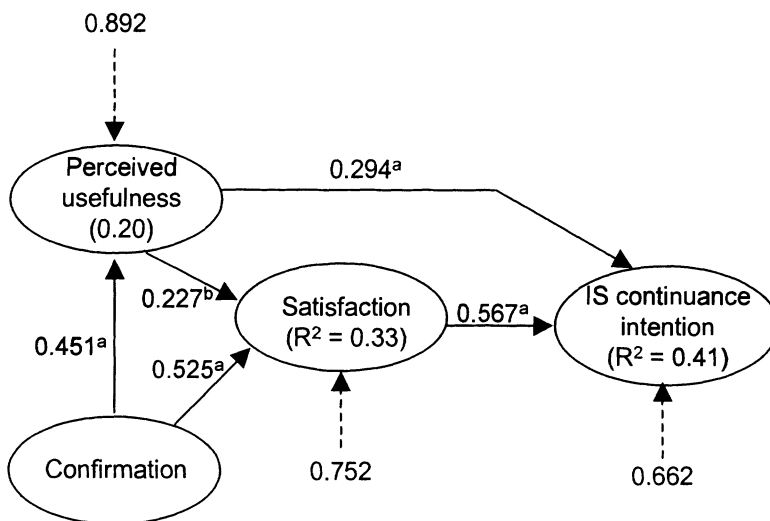 0.892
Perceived
usefulness
(0.20)
0.294ᵃ
0.227ᵇ
Satisfaction
(R² = 0.33)
0.567ᵃ
IS continuance
intention
(R² = 0.41)
0.451ᵃ
0.525ᵃ
Confirmation
0.752
0.662